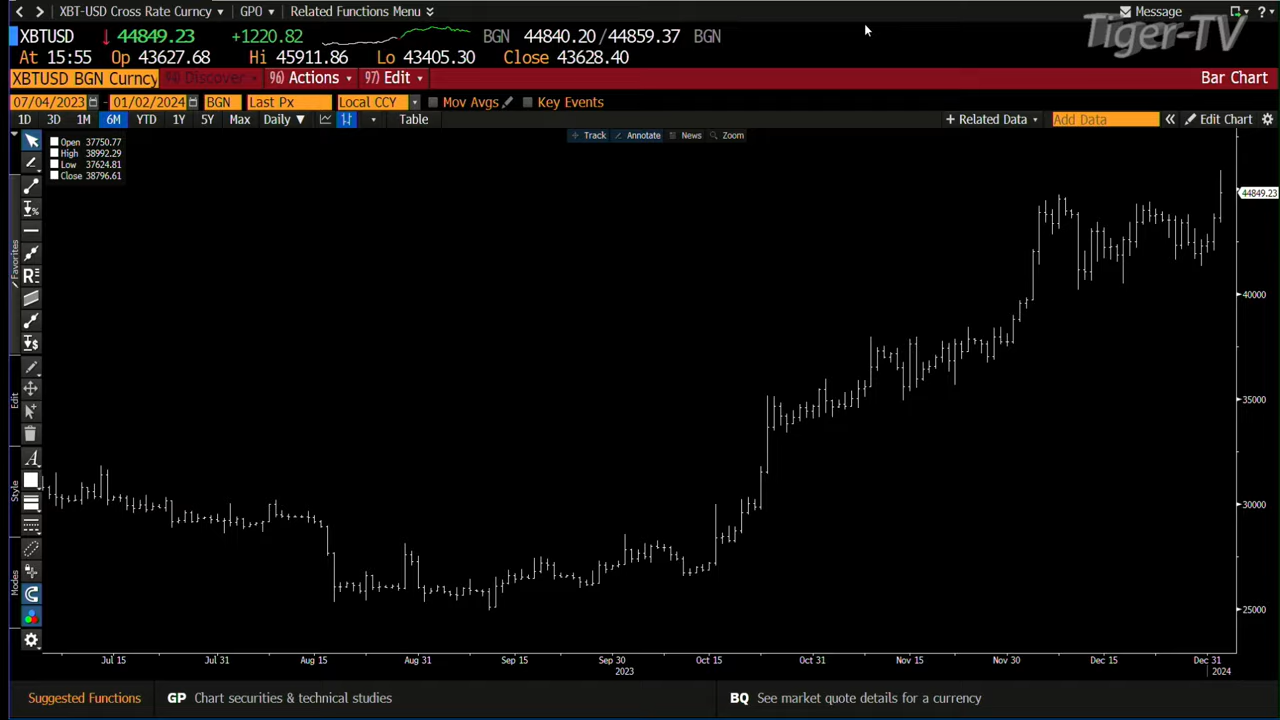 XBT-USD Cross Rate Curncy GPO Related Functions Menu Message ?
Tiger-TV
XBTUSD 44849.23 +1220.82 BGN 44840.20/44859.37 BGN
At 15:55 Op 43627.68 Hi 45911.86 Lo 43405.30 Close 43628.40
XBTUSD BGN Curncy 90) Discover 96) Actions 97) Edit Bar Chart
07/04/2023 - 01/02/2024 BGN Last Px Local CCY Mov Avgs Key Events
1D 3D 1M 6M YTD 1Y 5Y Max Daily ▼ Table + Related Data Add Data « Edit Chart
Track Annotate News Zoom
Open 37750.77
High 38992.29
Low 37624.81
Close 38796.61
44849.23
Favorites
Edit
Style
Modes
40000
35000
30000
25000
Jul 15 Jul 31 Aug 15 Aug 31 Sep 15 Sep 30 Oct 15 Oct 31 Nov 15 Nov 30 Dec 15 Dec 31
2023 2024
Suggested Functions GP Chart securities & technical studies BQ See market quote details for a currency